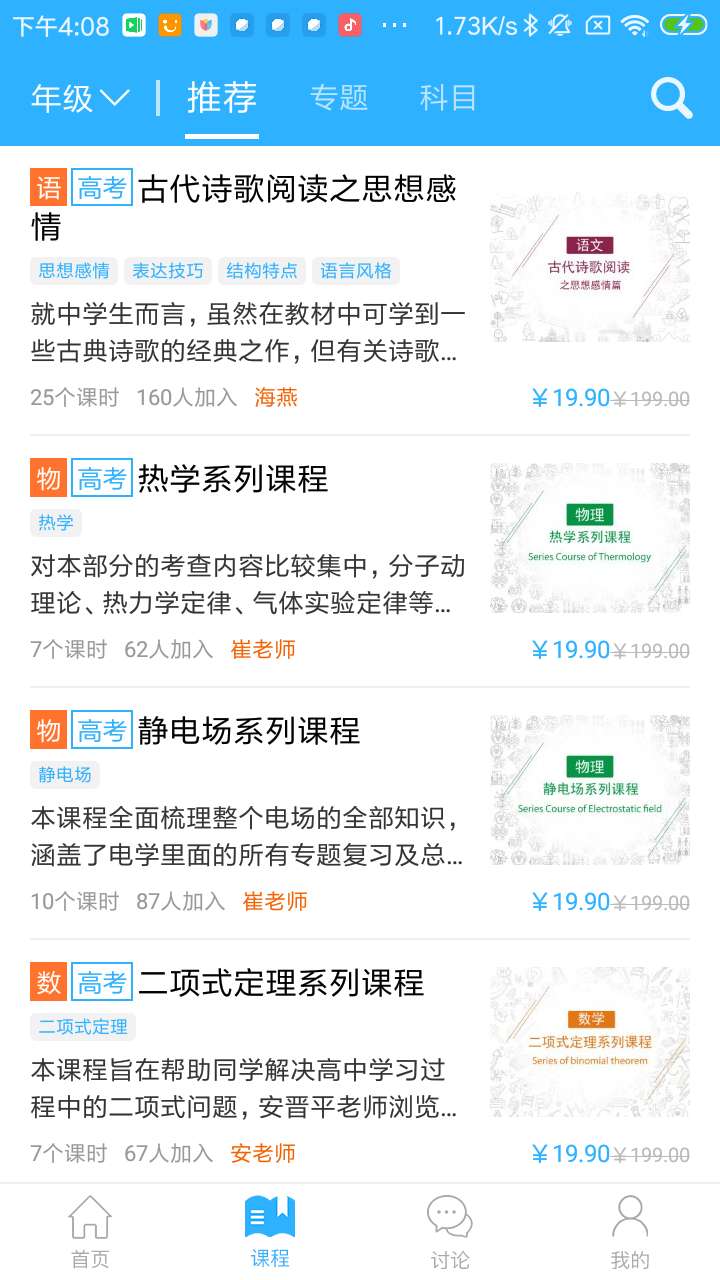 下午4:08
1.73K/s
年级 推荐 专题 科目
语 高考 古代诗歌阅读之思想感
情
思想感情 表达技巧 结构特点 语言风格
就中学生而言，虽然在教材中可学到一
些古典诗歌的经典之作，但有关诗歌...
25个课时 160人加入 海燕
语文
古代诗歌阅读
之思想感情篇
￥19.90￥199.00
物 高考 热学系列课程
热学
对本部分的考查内容比较集中，分子动
理论、热力学定律、气体实验定律等...
7个课时 62人加入 崔老师
物理
热学系列课程
Series Course of Thermology
￥19.90￥199.00
物 高考 静电场系列课程
静电场
本课程全面梳理整个电场的全部知识，
涵盖了电学里面的所有专题复习及总...
10个课时 87人加入 崔老师
物理
静电场系列课程
Series Course of Electrostatic field
￥19.90￥199.00
数 高考 二项式定理系列课程
二项式定理
本课程旨在帮助同学解决高中学习过
程中的二项式问题，安晋平老师浏览...
7个课时 67人加入 安老师
数学
二项式定理系列课程
Series of binomial theorem
￥19.90￥199.00
首页 课程 讨论 我的